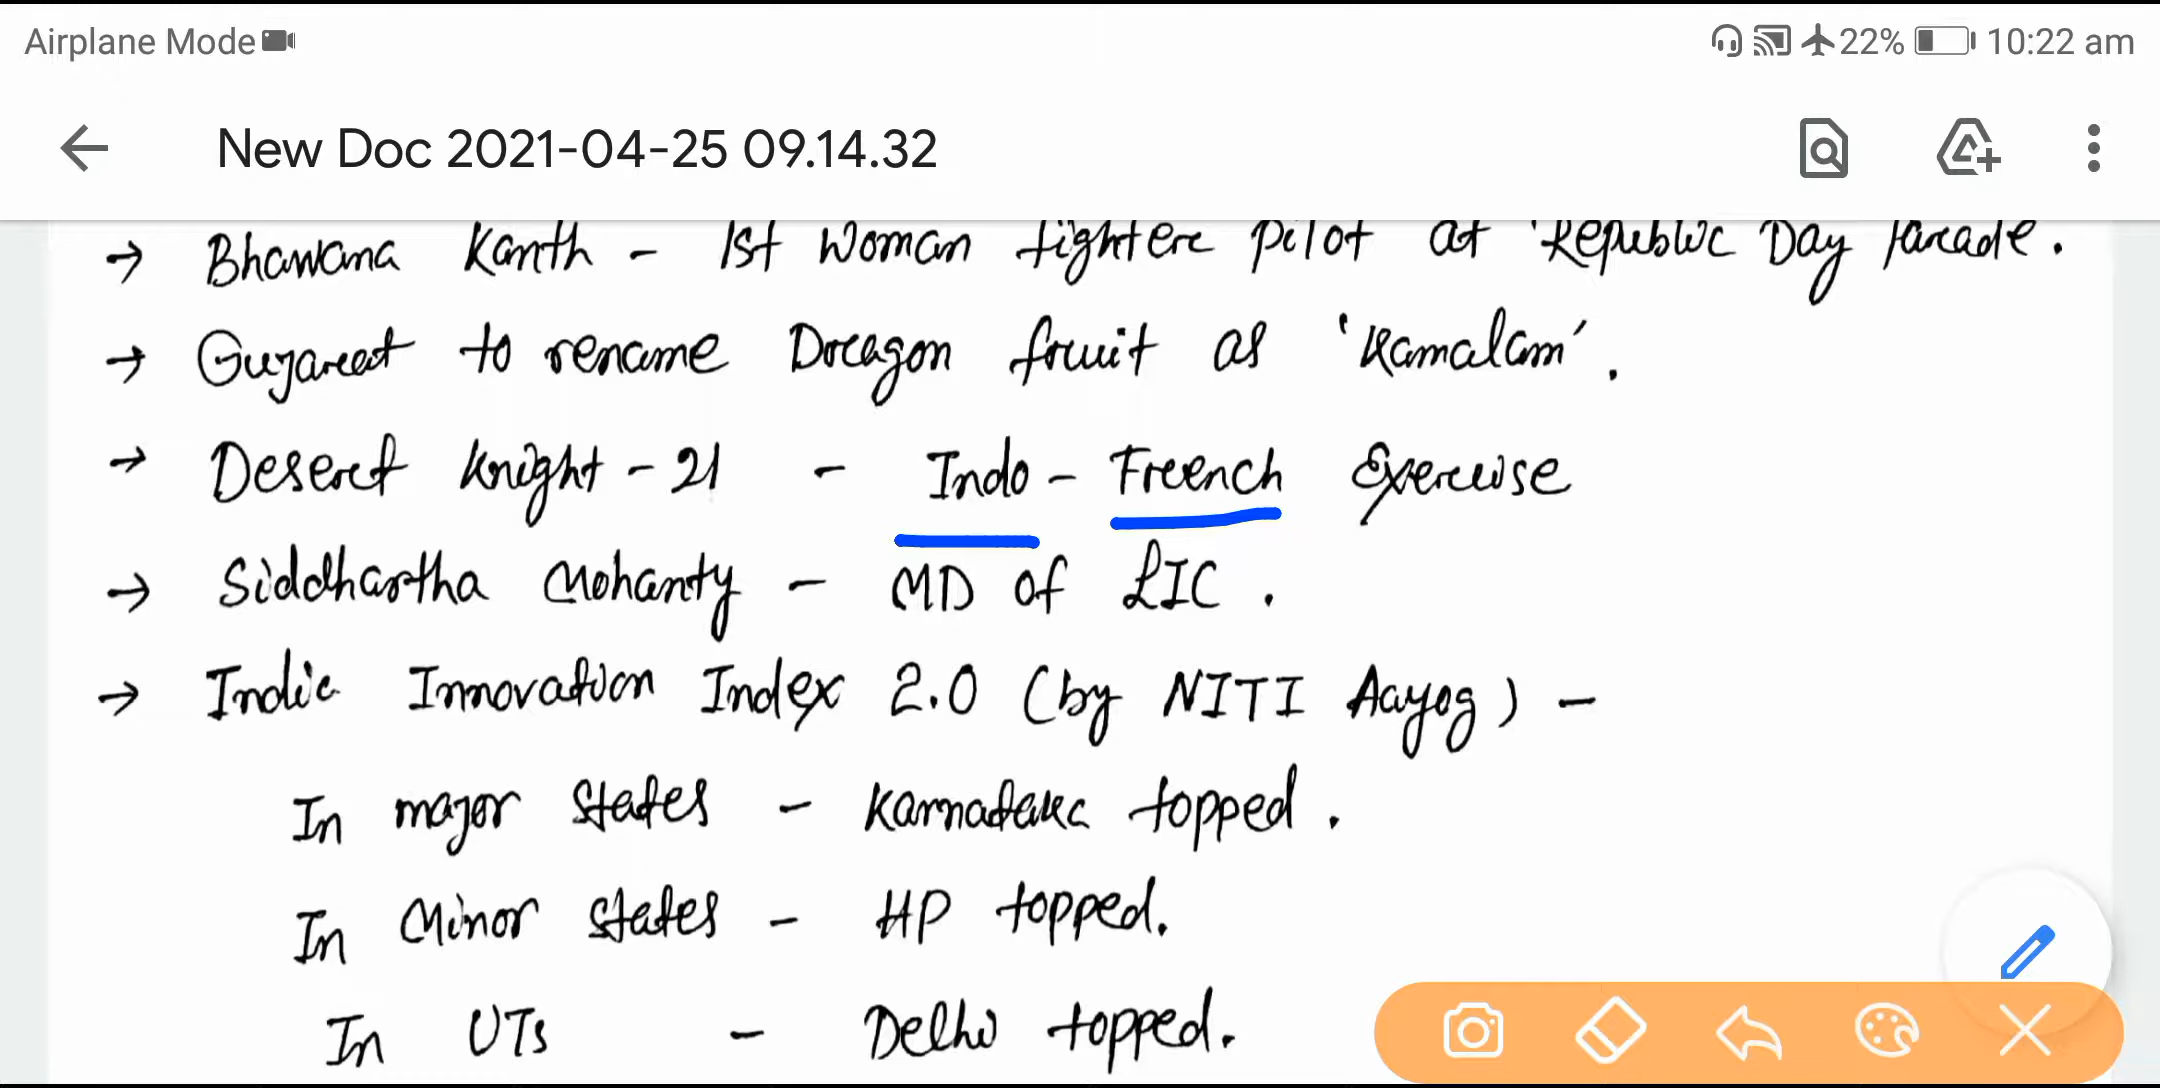 Airplane Mode 22% 10:22 am
New Doc 2021-04-25 09.14.32
→ Bhawana Kanth - 1st Woman fighter pilot at 'Republic Day Parade.
→ Gujarat to rename Dragon fruit as 'Kamalam'.
→ Desert Knight - 21 - Indo - French Exercise
→ Siddhartha Mohanty - MD of LIC.
→ India Innovation Index 2.0 (by NITI Aayog) -
In major states - Karnataka topped.
In Minor states - HP topped.
In UTs - Delhi topped.